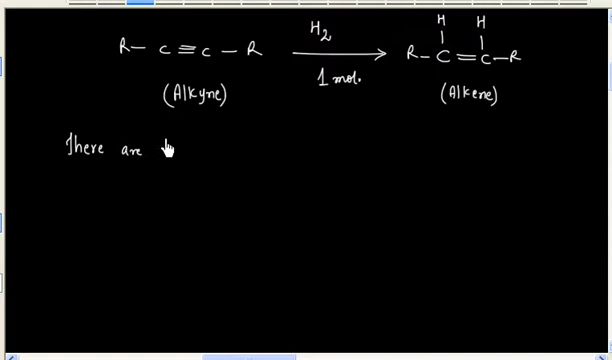 H H
R - C ≡ C - R H2 R - C = C - R
1 mol.
(Alkyne) (Alkene)
There are